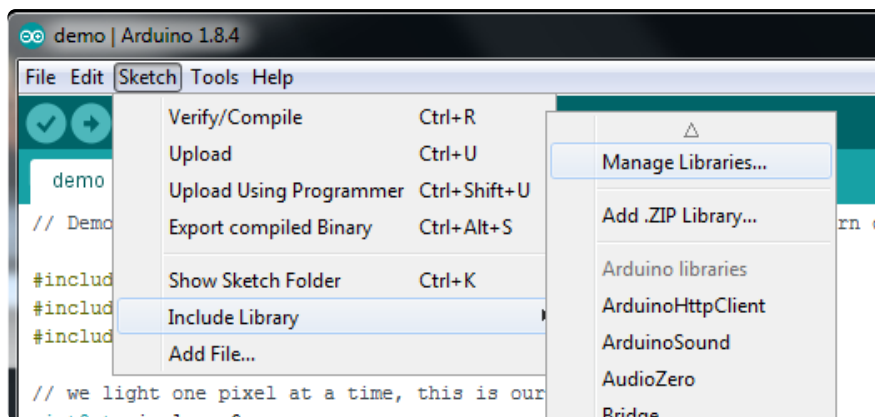 demo | Arduino 1.8.4
File Edit Sketch Tools Help
Verify/Compile Ctrl+R
Upload Ctrl+U
Upload Using Programmer Ctrl+Shift+U
Export compiled Binary Ctrl+Alt+S
Show Sketch Folder Ctrl+K
Include Library
Add File...
Manage Libraries...
Add .ZIP Library...
Arduino libraries
ArduinoHttpClient
ArduinoSound
AudioZero
Bridge
demo
// Demo
#includ
#includ
#includ
// we light one pixel at a time, this is our